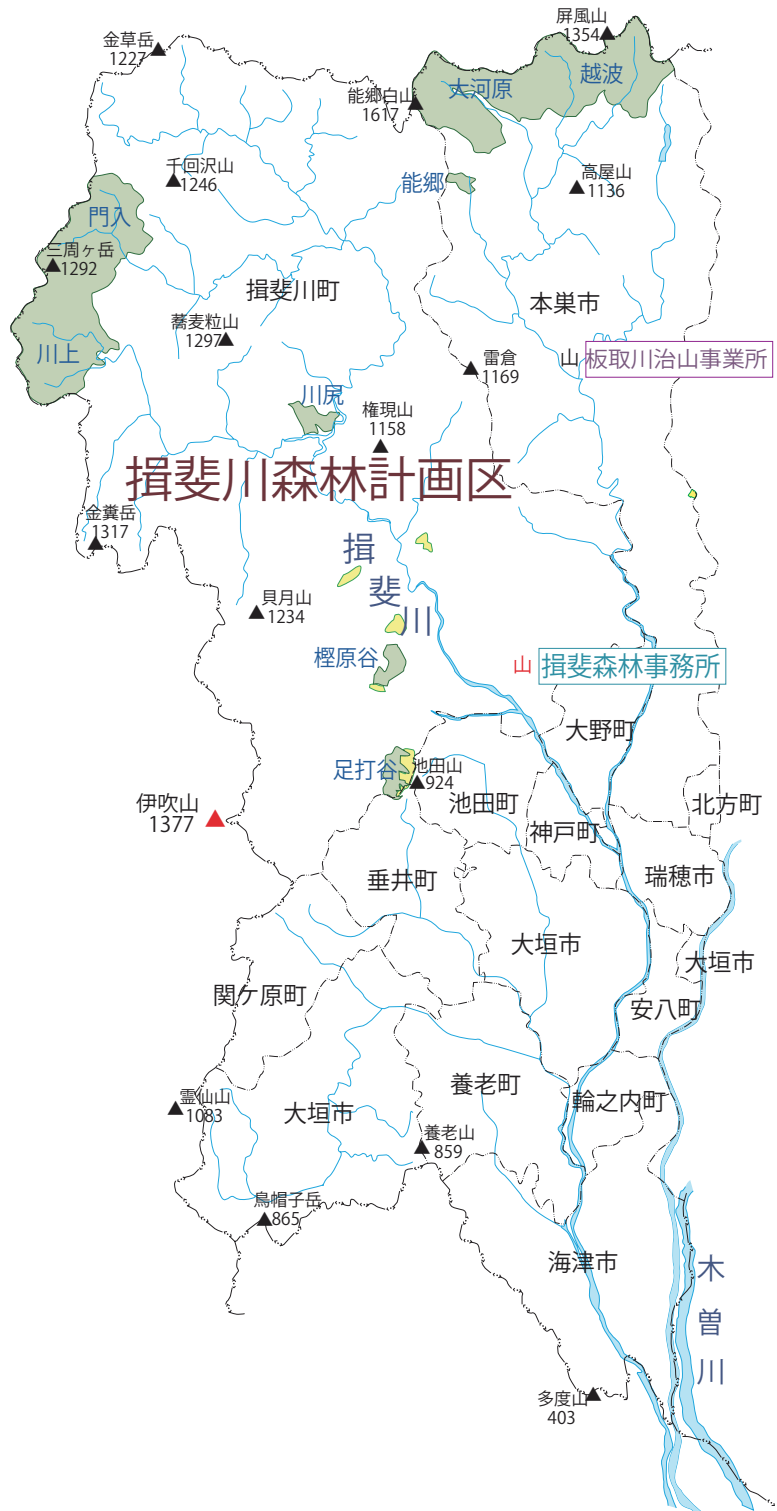 屏風山
1354
金草岳
1227
越波
大河原
能郷白山
1617
千回沢山
1246
能郷
高屋山
1136
門入
三周ヶ岳
1292
揖斐川町
本巣市
蕎麦粒山
1297
川上
雷倉
1169
山
板取川治山事業所
川尻
権現山
1158
揖斐川森林計画区
金糞岳
1317
揖
斐
川
貝月山
1234
樫原谷
山
揖斐森林事務所
大野町
足打谷
池田山
924
伊吹山
1377
池田町
北方町
神戸町
垂井町
瑞穂市
大垣市
大垣市
関ケ原町
安八町
養老町
輪之内町
霊仙山
1083
大垣市
養老山
859
烏帽子岳
865
海津市
木
曽
川
多度山
403